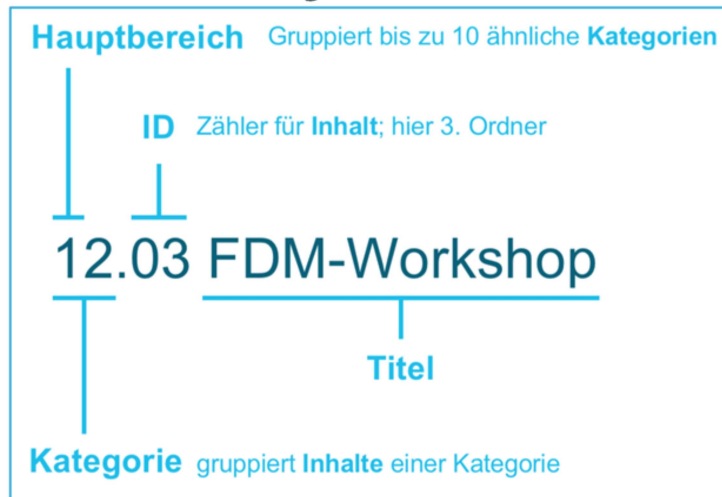 Hauptbereich Gruppiert bis zu 10 ähnliche Kategorien
ID Zähler für Inhalt; hier 3. Ordner
12.03 FDM-Workshop
Titel
Kategorie gruppiert Inhalte einer Kategorie